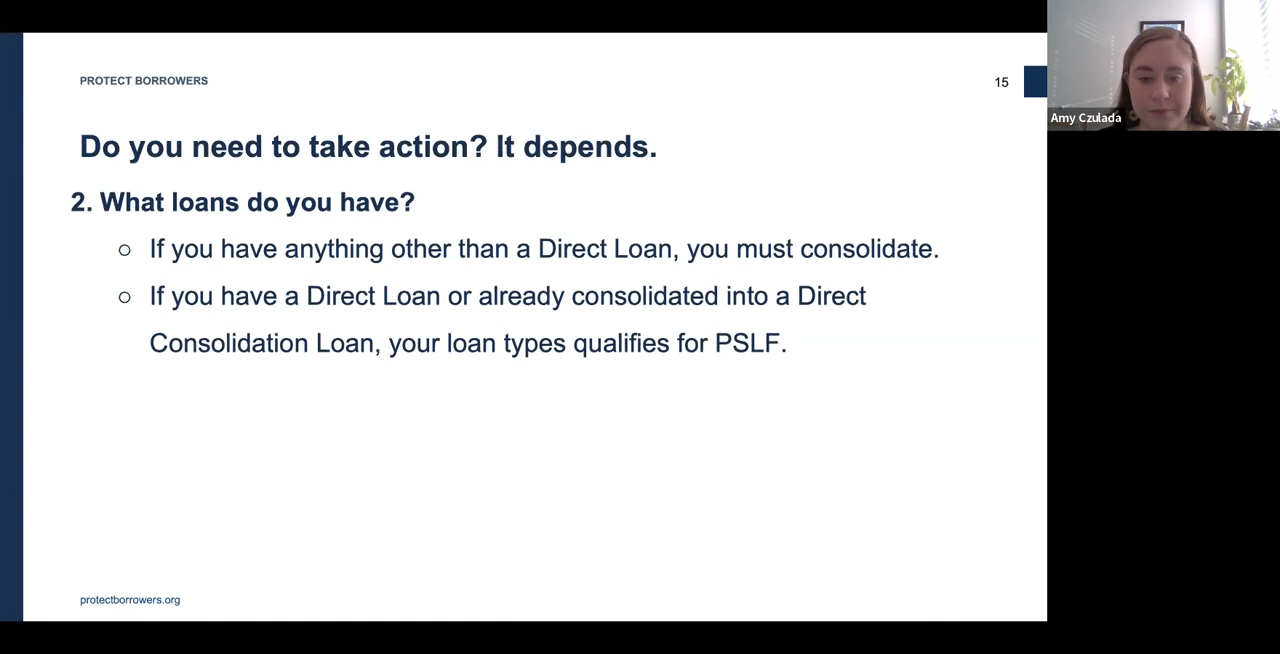 PROTECT BORROWERS
15
Do you need to take action? It depends.
2. What loans do you have?
○ If you have anything other than a Direct Loan, you must consolidate.
○ If you have a Direct Loan or already consolidated into a Direct
Consolidation Loan, your loan types qualifies for PSLF.
protectborrowers.org
Amy Czulada